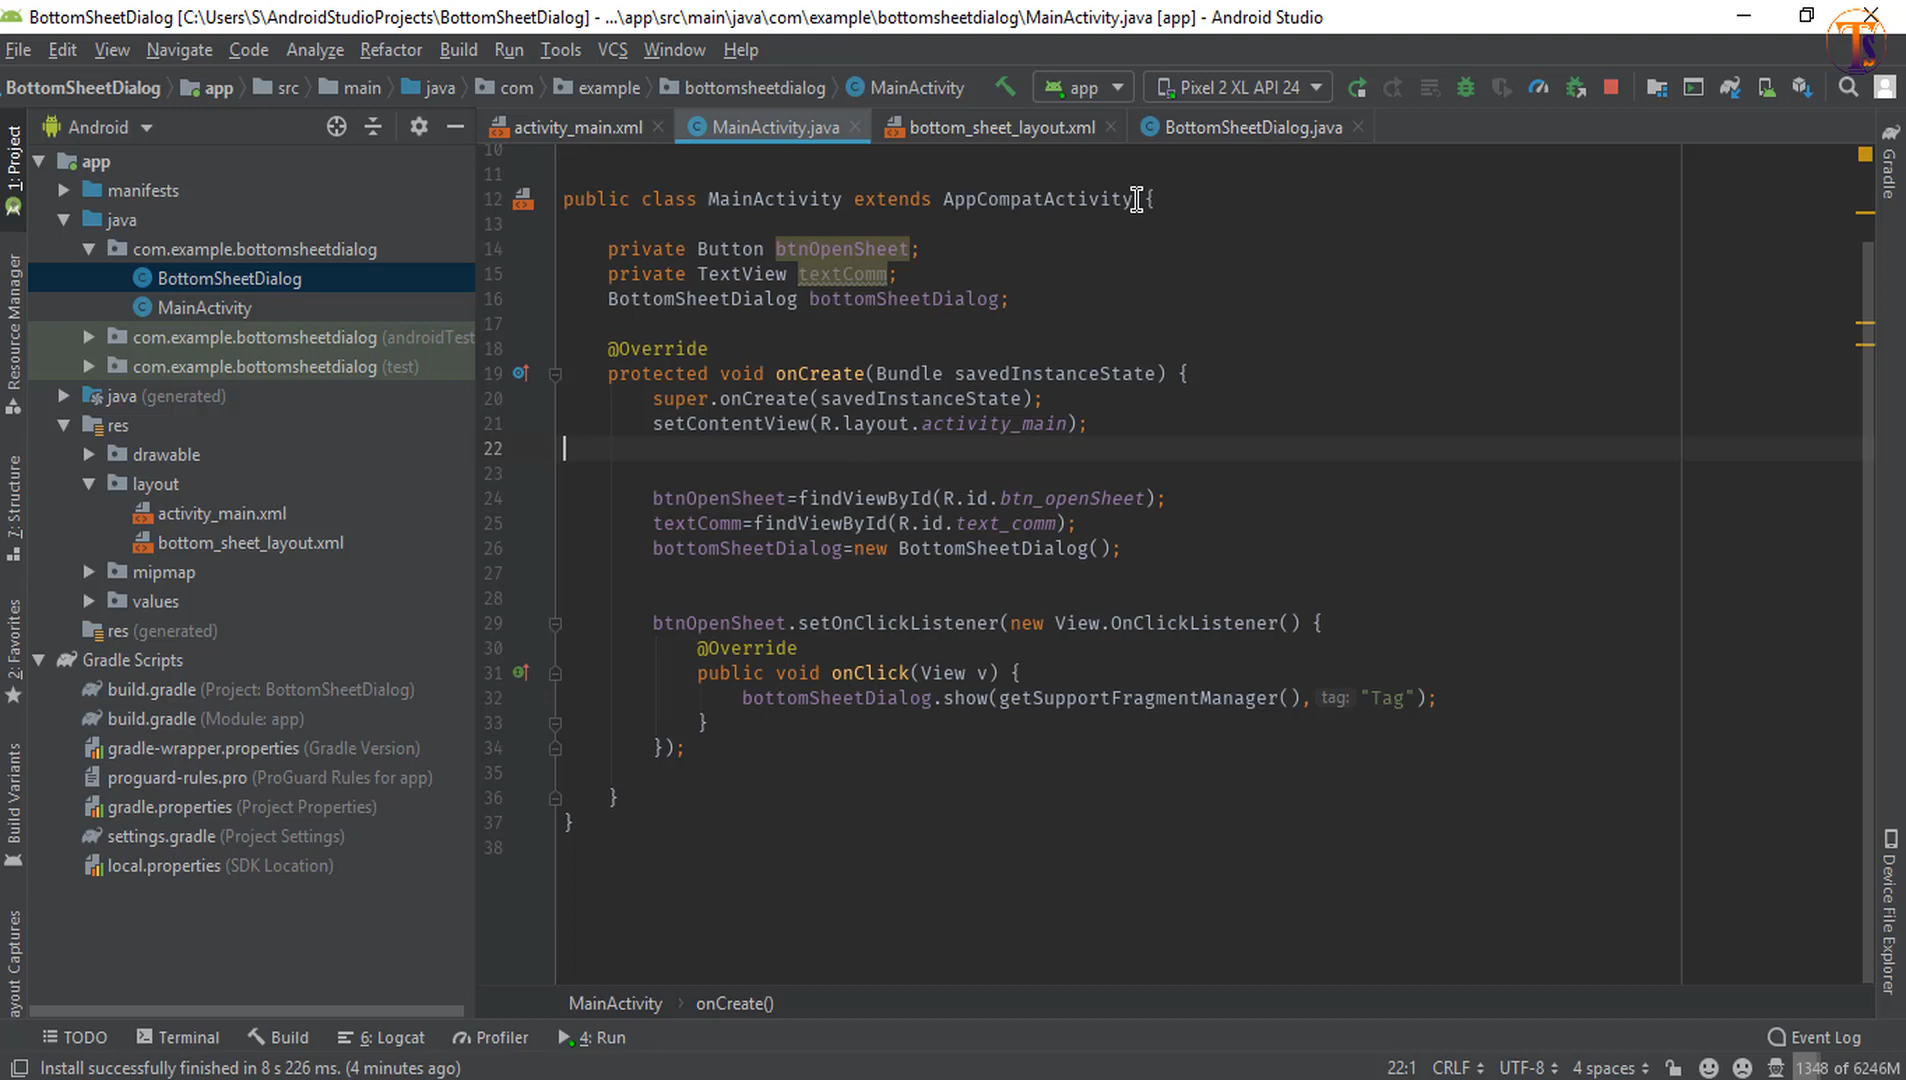 BottomSheetDialog [C:\Users\S\AndroidStudioProjects\BottomSheetDialog] - ...\app\src\main\java\com\example\bottomsheetdialog\MainActivity.java [app] - Android Studio
TS
File Edit View Navigate Code Analyze Refactor Build Run Tools VCS Window Help
BottomSheetDialog app src main java com example bottomsheetdialog MainActivity app Pixel 2 XL API 24
Android activity_main.xml MainActivity.java bottom_sheet_layout.xml BottomSheetDialog.java
1: Project
Resource Manager
7: Structure
2: Favorites
Build Variants
ayout Captures
app
manifests
java
com.example.bottomsheetdialog
BottomSheetDialog
MainActivity
com.example.bottomsheetdialog (androidTest
com.example.bottomsheetdialog (test)
java (generated)
res
drawable
layout
activity_main.xml
bottom_sheet_layout.xml
mipmap
values
res (generated)
Gradle Scripts
build.gradle (Project: BottomSheetDialog)
build.gradle (Module: app)
gradle-wrapper.properties (Gradle Version)
proguard-rules.pro (ProGuard Rules for app)
gradle.properties (Project Properties)
settings.gradle (Project Settings)
local.properties (SDK Location)
10
11
12 public class MainActivity extends AppCompatActivity {
13
14 private Button btnOpenSheet;
15 private TextView textComm;
16 BottomSheetDialog bottomSheetDialog;
17
18 @Override
19 protected void onCreate(Bundle savedInstanceState) {
20 super.onCreate(savedInstanceState);
21 setContentView(R.layout.activity_main);
22
23
24 btnOpenSheet=findViewById(R.id.btn_openSheet);
25 textComm=findViewById(R.id.text_comm);
26 bottomSheetDialog=new BottomSheetDialog();
27
28
29 btnOpenSheet.setOnClickListener(new View.OnClickListener() {
30 @Override
31 public void onClick(View v) {
32 bottomSheetDialog.show(getSupportFragmentManager(), tag: "Tag");
33 }
34 });
35
36 }
37 }
38
MainActivity > onCreate()
Gradle
Device File Explorer
TODO Terminal Build 6: Logcat Profiler 4: Run Event Log
Install successfully finished in 8 s 226 ms. (4 minutes ago) 22:1 CRLF UTF-8 4 spaces 1348 of 6246M